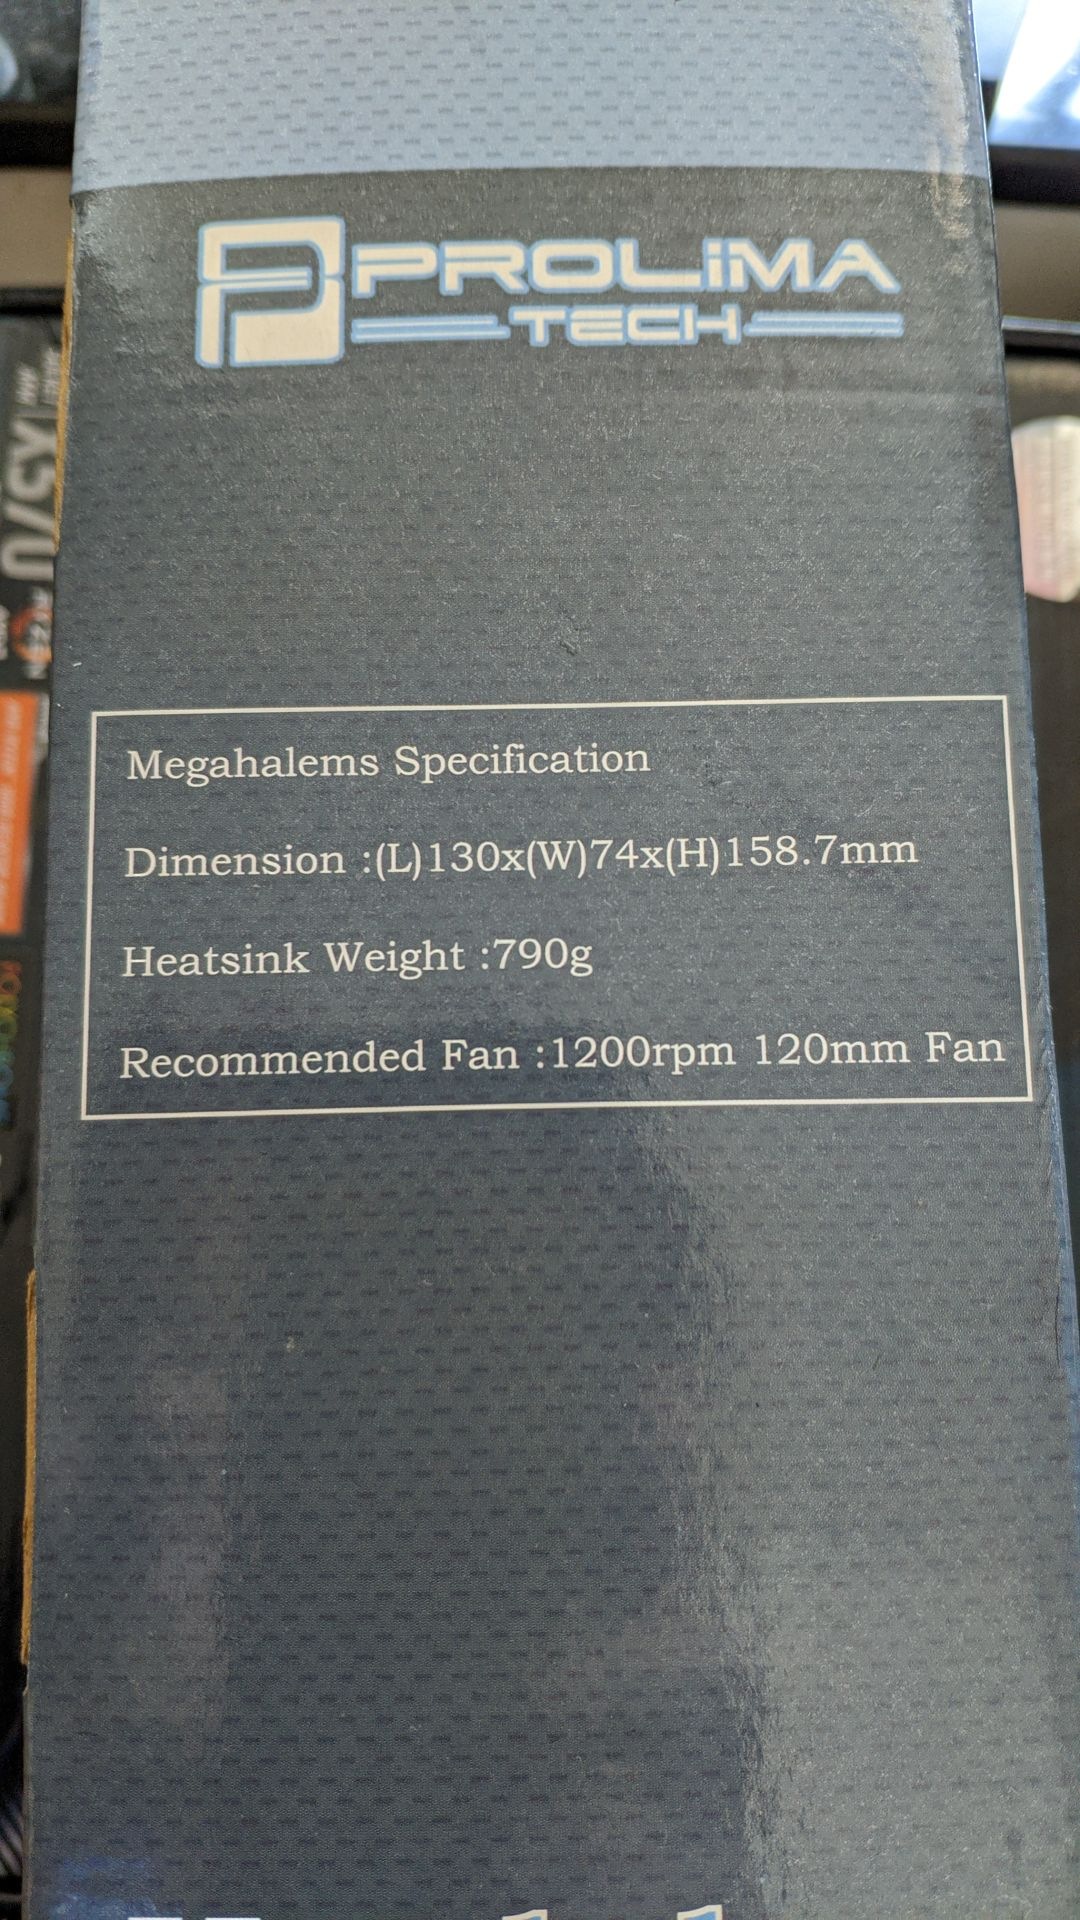 PROLIMA
TECH
Megahalems Specification
Dimension :(L)130x(W)74x(H)158.7mm
Heatsink Weight :790g
Recommended Fan :1200rpm 120mm Fan